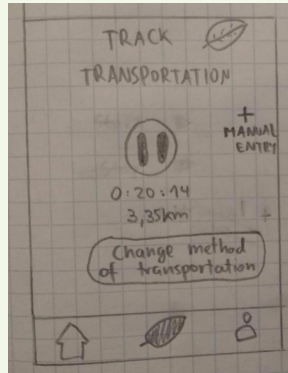 TRACK
TRANSPORTATION
+
MANUAL
ENTRY
0:20:14
3,35km
Change method
of transportation